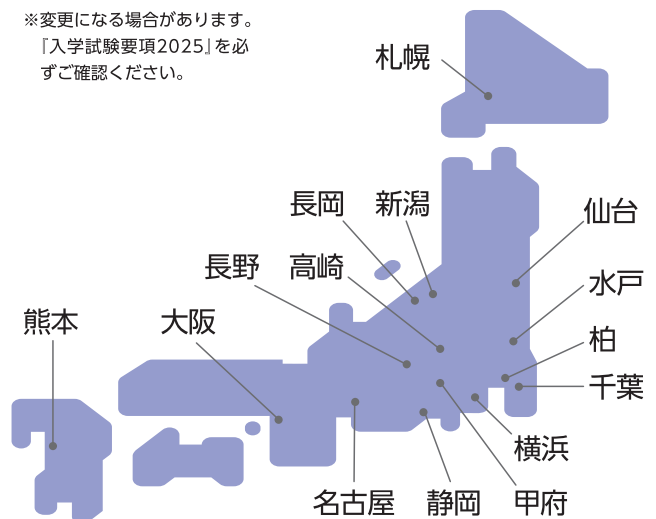 ※変更になる場合があります。
『入学試験要項2025』を必
ずご確認ください。
札幌
長岡
新潟
仙台
長野
高崎
水戸
熊本
大阪
柏
千葉
横浜
名古屋
静岡
甲府